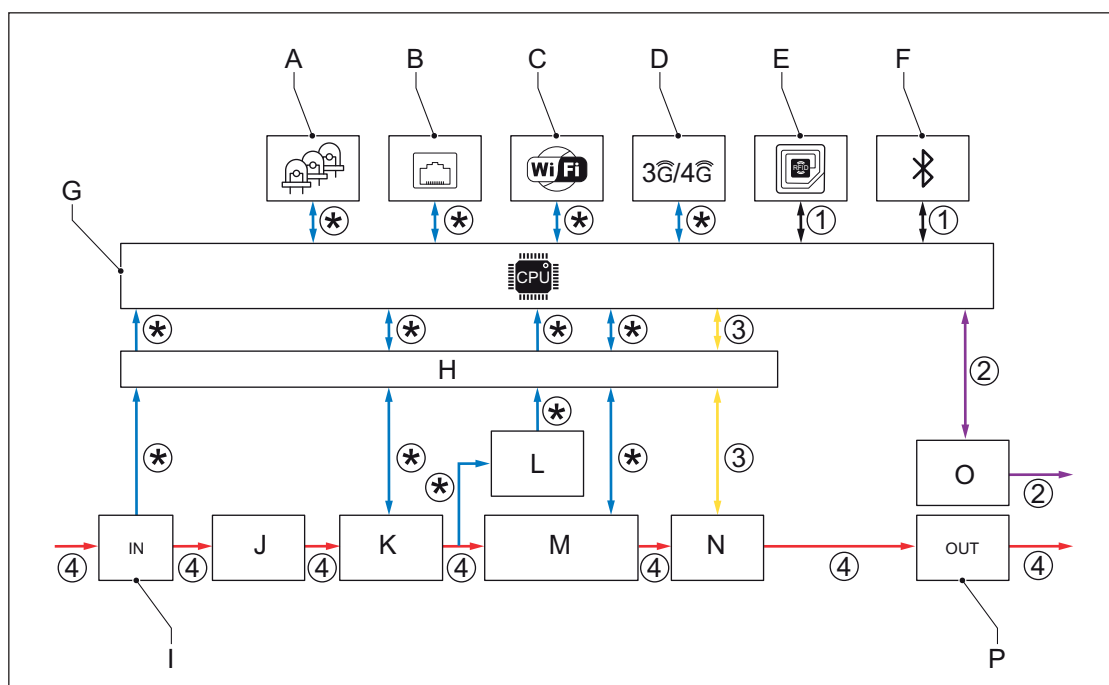 A B C D E F
G
Wi Fi 3G/4G RFID
* * * * 1 1
CPU
* * * * 3
H
2
* * * * 3
L
*
O
2
IN J K M N OUT
4 4 4 4 4 4 4
I P